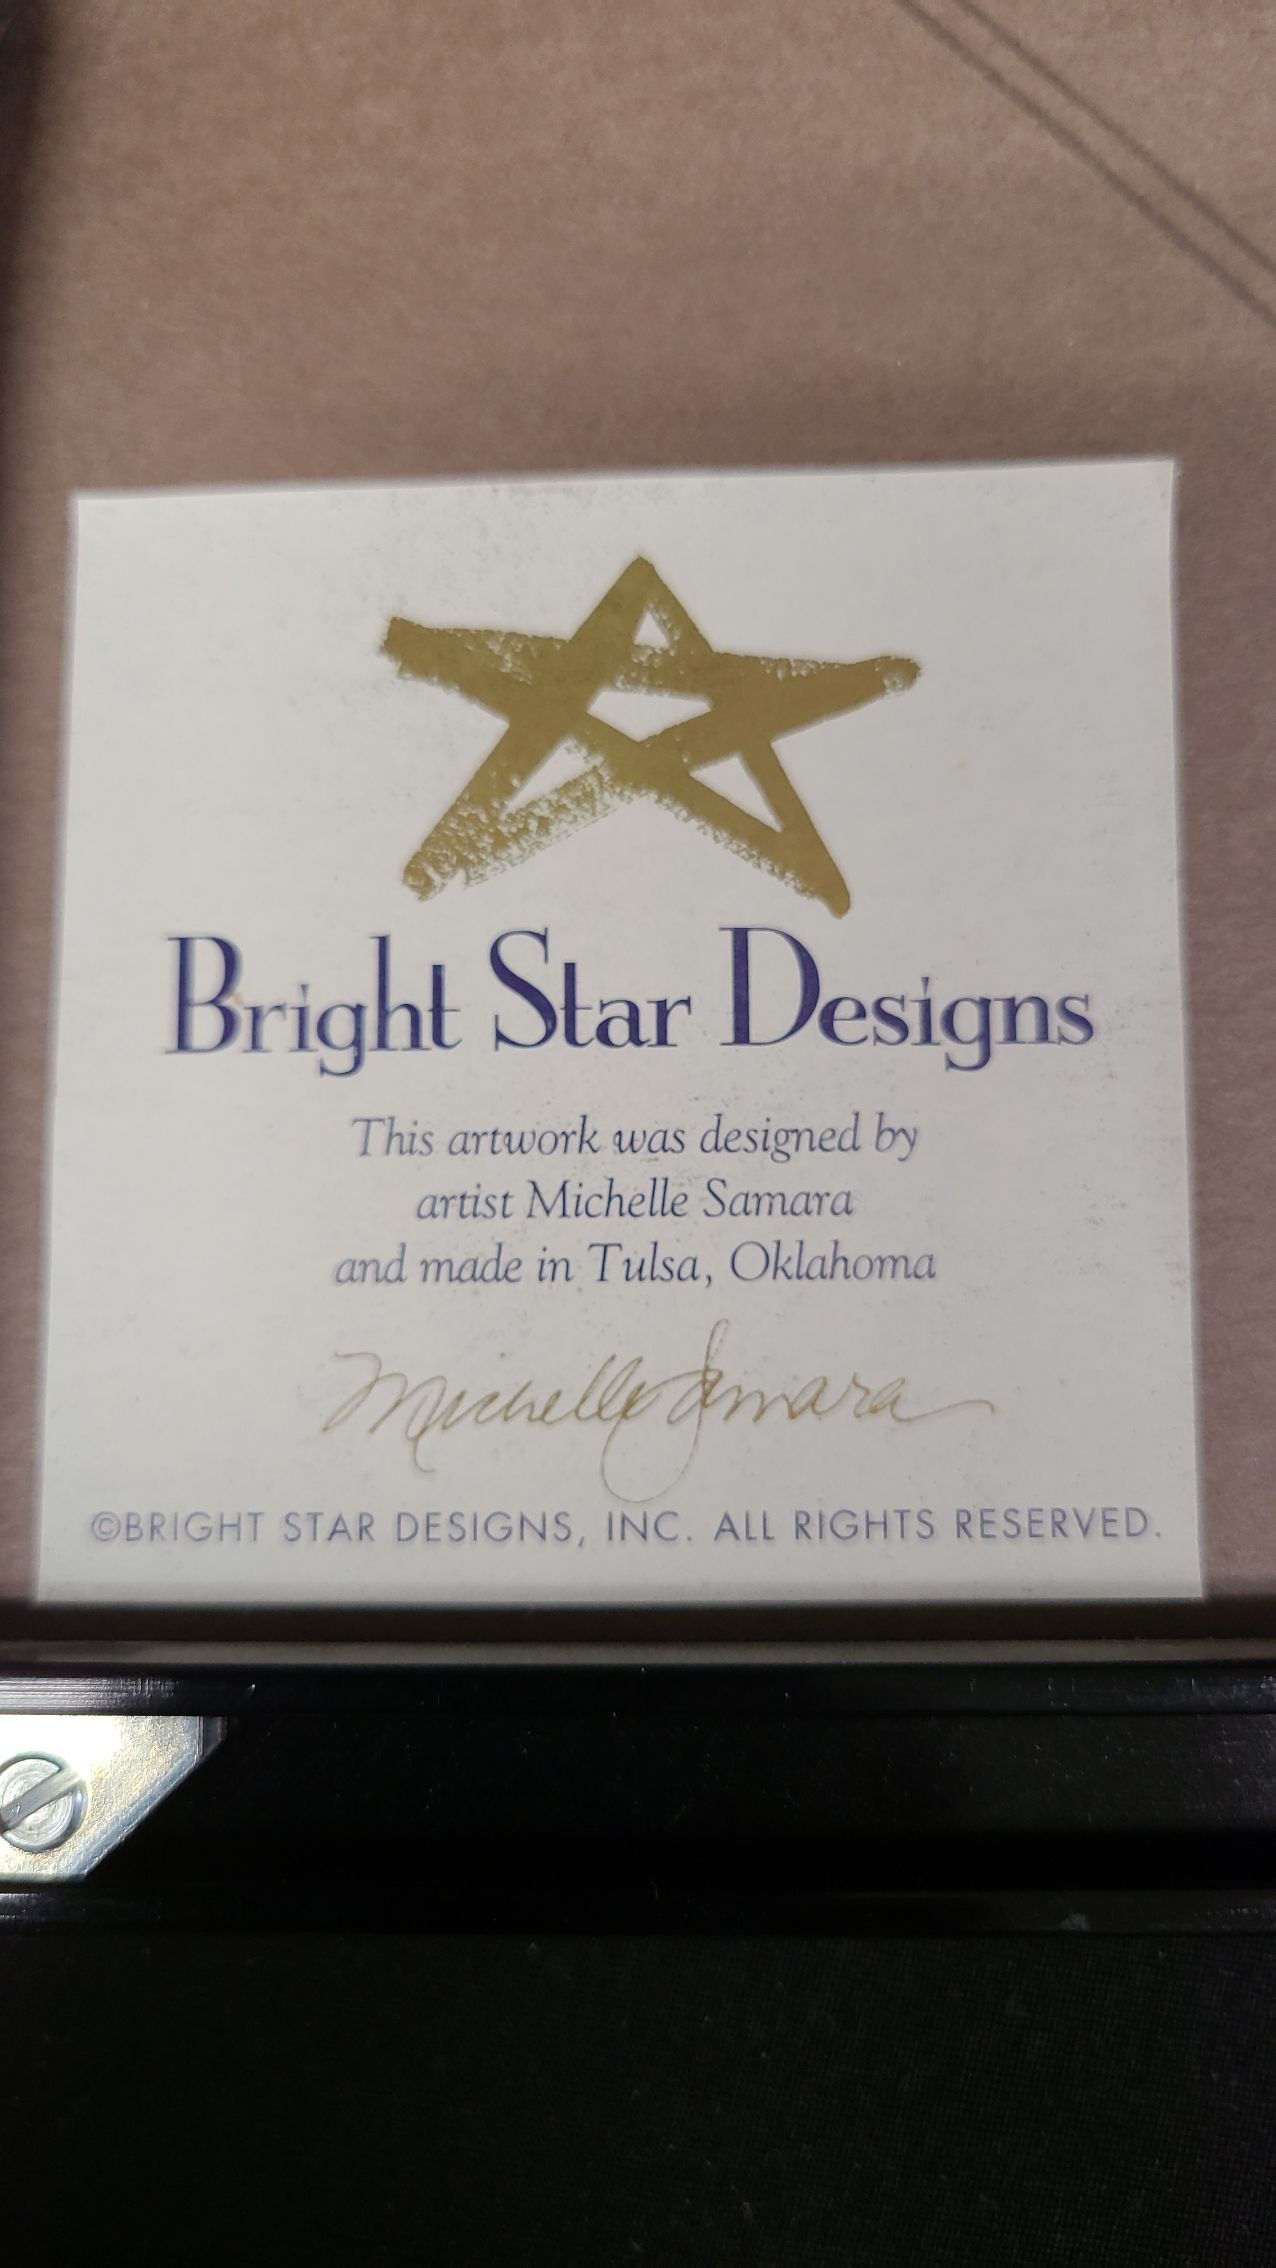 Bright Star Designs
This artwork was designed by
artist Michelle Samara
and made in Tulsa, Oklahoma
Michelle Samara
©BRIGHT STAR DESIGNS, INC. ALL RIGHTS RESERVED.